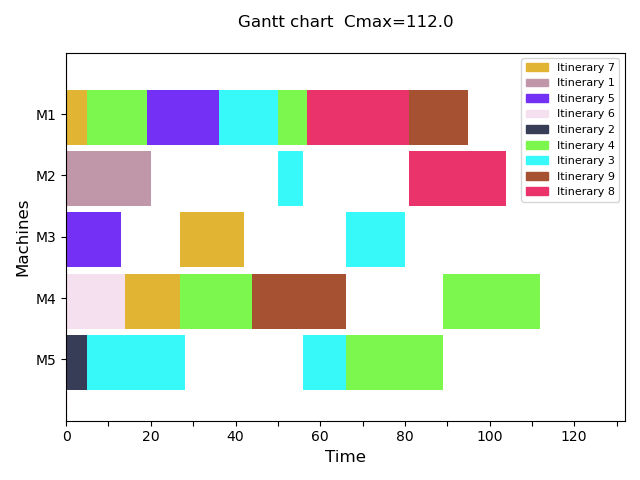 Gantt chart  Cmax=112.0
Itinerary 7
Itinerary 1
Itinerary 5
Itinerary 6
Itinerary 2
Itinerary 4
Itinerary 3
Itinerary 9
Itinerary 8
Machines
M1
M2
M3
M4
M5
0 20 40 60 80 100 120
Time